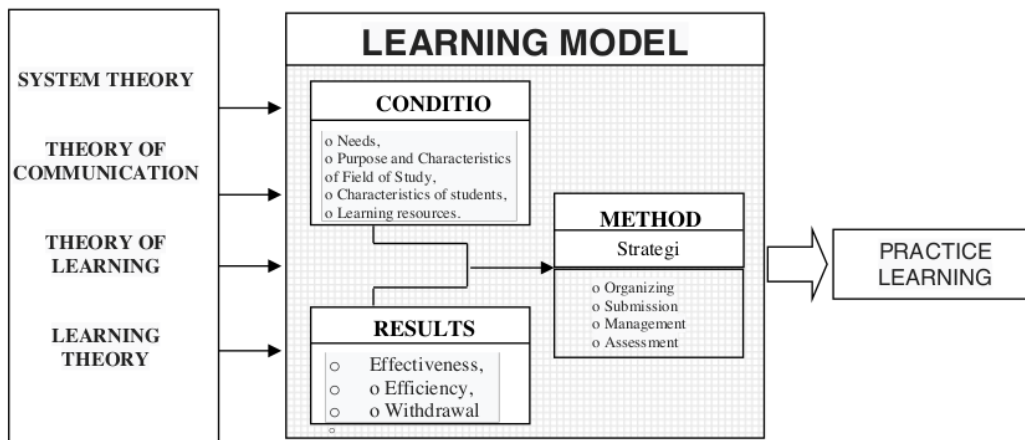 SYSTEM THEORY
THEORY OF
COMMUNICATION
THEORY OF
LEARNING
LEARNING
THEORY
LEARNING MODEL
CONDITIO
o Needs,
o Purpose and Characteristics
of Field of Study,
o Characteristics of students,
o Learning resources.
RESULTS
o Effectiveness,
o o Efficiency,
o o Withdrawal
o
METHOD
Strategi
o Organizing
o Submission
o Management
o Assessment
PRACTICE
LEARNING